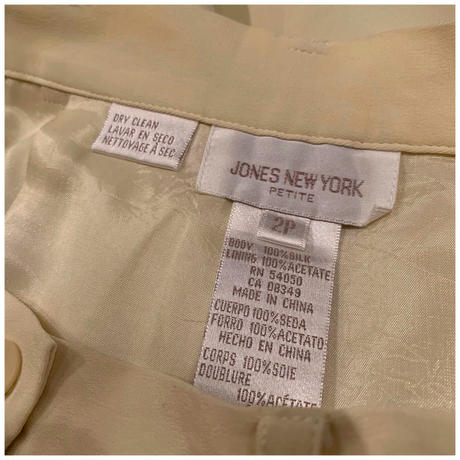 DRY CLEAN
LAVAR EN SECO
NETTOYAGE À SEC
JONES NEW YORK
PETITE
2P
BODY 100%SILK
LINING 100%ACETATE
RN 54050
CA 08349
MADE IN CHINA
CUERPO 100%SEDA
FORRO 100%ACETATO
HECHO EN CHINA
CORPS 100%SOIE
DOUBLURE
100%ACÉTATE